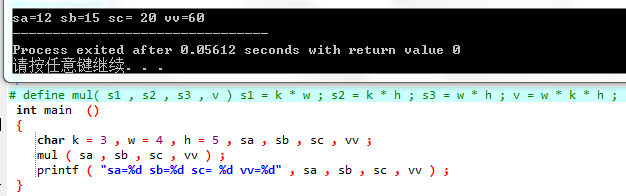 sa=12 sb=15 sc= 20 vv=60
--------------------------------
Process exited after 0.05612 seconds with return value 0
请按任意键继续. . .
# define mul( s1 , s2 , s3 , v ) s1 = k * w ; s2 = k * h ; s3 = w * h ; v = w * k * h ;
int main ()
{
char k = 3 , w = 4 , h = 5 , sa , sb , sc , vv ;
mul ( sa , sb , sc , vv ) ;
printf ( "sa=%d sb=%d sc= %d vv=%d" , sa , sb , sc , vv ) ;
}